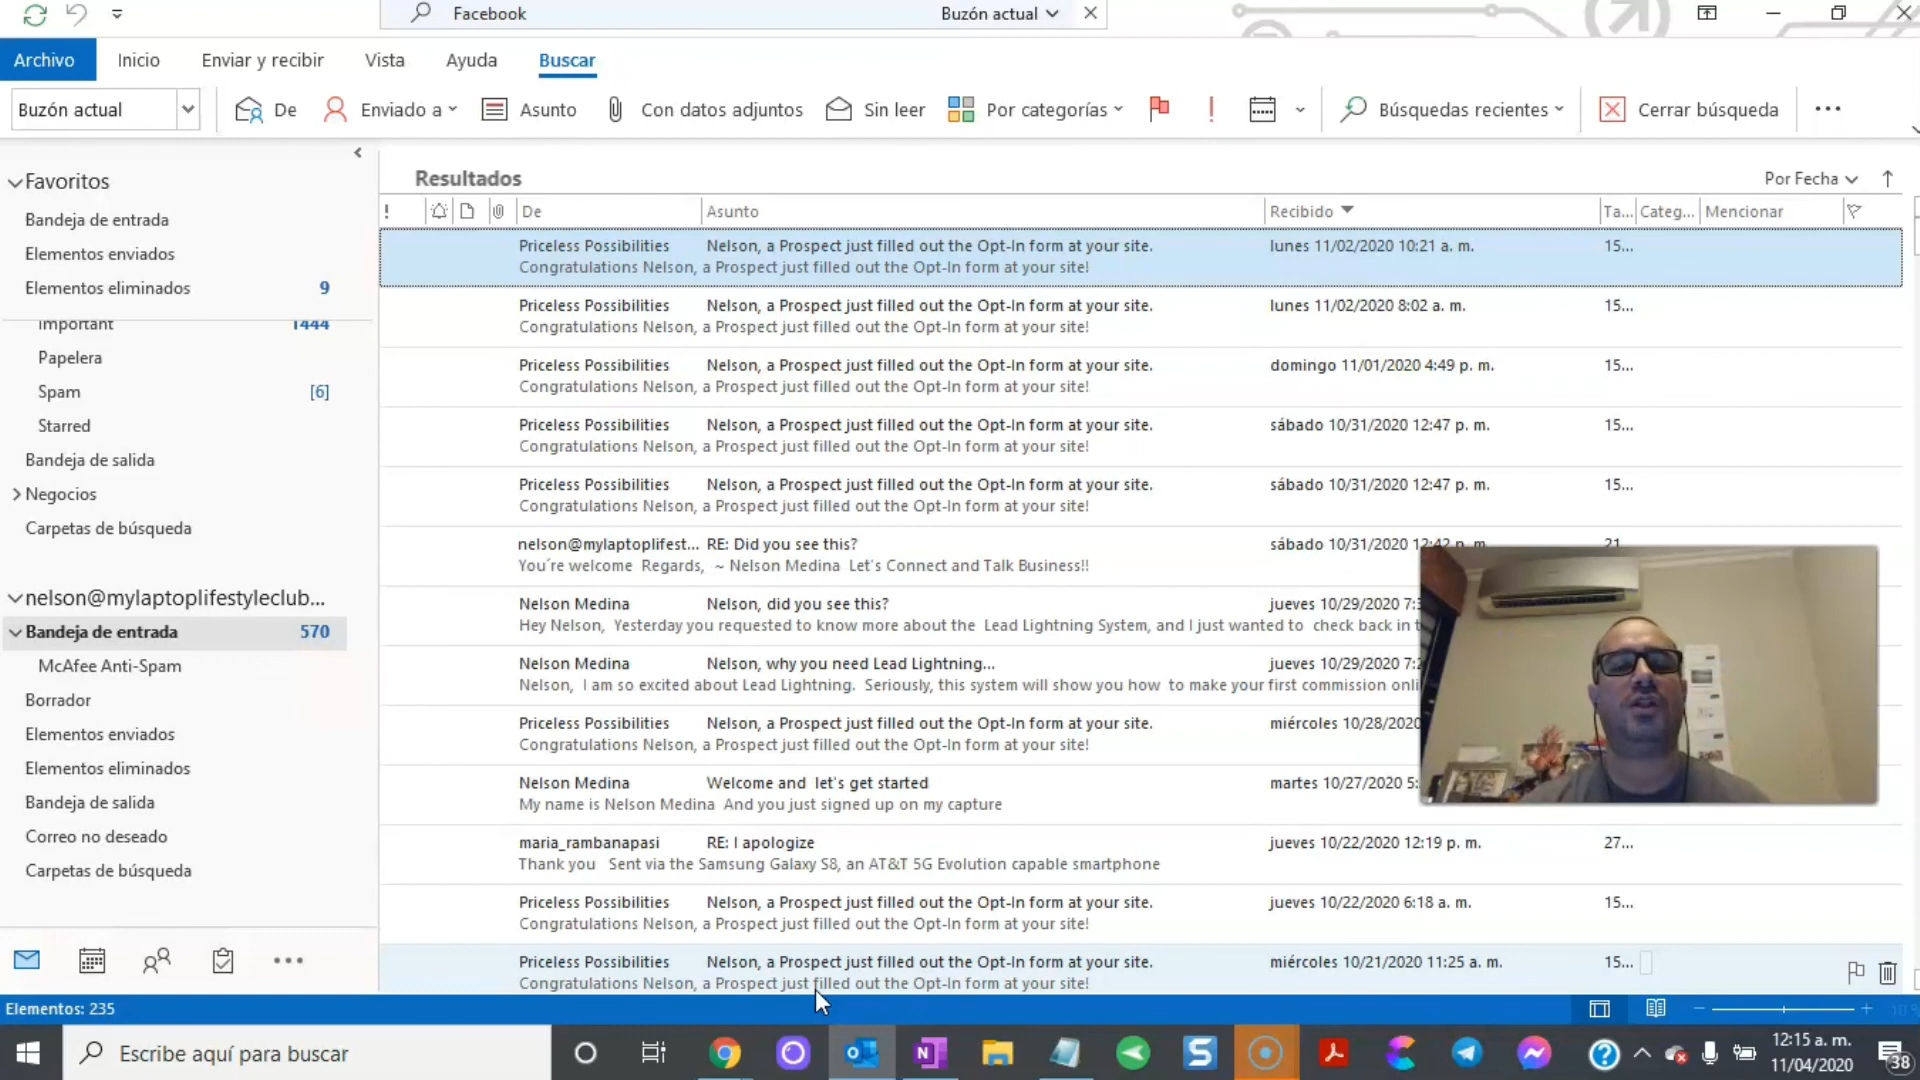 Facebook
Buzón actual
Archivo
Inicio
Enviar y recibir
Vista
Ayuda
Buscar
Buzón actual
De
Enviado a
Asunto
Con datos adjuntos
Sin leer
Por categorías
Búsquedas recientes
Cerrar búsqueda
Favoritos
Bandeja de entrada
Elementos enviados
Elementos eliminados 9
Important 1444
Papelera
Spam [6]
Starred
Bandeja de salida
Negocios
Carpetas de búsqueda
nelson@mylaptoplifestyleclub...
Bandeja de entrada 570
McAfee Anti-Spam
Borrador
Elementos enviados
Elementos eliminados
Bandeja de salida
Correo no deseado
Carpetas de búsqueda
Resultados
Por Fecha
! De Asunto Recibido Ta... Categ... Mencionar
Priceless Possibilities Nelson, a Prospect just filled out the Opt-In form at your site. lunes 11/02/2020 10:21 a. m. 15...
Congratulations Nelson, a Prospect just filled out the Opt-In form at your site!
Priceless Possibilities Nelson, a Prospect just filled out the Opt-In form at your site. lunes 11/02/2020 8:02 a. m. 15...
Congratulations Nelson, a Prospect just filled out the Opt-In form at your site!
Priceless Possibilities Nelson, a Prospect just filled out the Opt-In form at your site. domingo 11/01/2020 4:49 p. m. 15...
Congratulations Nelson, a Prospect just filled out the Opt-In form at your site!
Priceless Possibilities Nelson, a Prospect just filled out the Opt-In form at your site. sábado 10/31/2020 12:47 p. m. 15...
Congratulations Nelson, a Prospect just filled out the Opt-In form at your site!
Priceless Possibilities Nelson, a Prospect just filled out the Opt-In form at your site. sábado 10/31/2020 12:47 p. m. 15...
Congratulations Nelson, a Prospect just filled out the Opt-In form at your site!
nelson@mylaptoplifest... RE: Did you see this? sábado 10/31/2020 12:42 p. m. 21
You´re welcome Regards, ~ Nelson Medina Let's Connect and Talk Business!!
Nelson Medina Nelson, did you see this? jueves 10/29/2020 7:
Hey Nelson, Yesterday you requested to know more about the Lead Lightning System, and I just wanted to check back in t
Nelson Medina Nelson, why you need Lead Lightning... jueves 10/29/2020 7:2
Nelson, I am so excited about Lead Lightning. Seriously, this system will show you how to make your first commission onli
Priceless Possibilities Nelson, a Prospect just filled out the Opt-In form at your site. miércoles 10/28/2020
Congratulations Nelson, a Prospect just filled out the Opt-In form at your site!
Nelson Medina Welcome and let's get started martes 10/27/2020 5:
My name is Nelson Medina And you just signed up on my capture
maria_rambanapasi RE: I apologize jueves 10/22/2020 12:19 p. m. 27...
Thank you Sent via the Samsung Galaxy S8, an AT&T 5G Evolution capable smartphone
Priceless Possibilities Nelson, a Prospect just filled out the Opt-In form at your site. jueves 10/22/2020 6:18 a. m. 15...
Congratulations Nelson, a Prospect just filled out the Opt-In form at your site!
Priceless Possibilities Nelson, a Prospect just filled out the Opt-In form at your site. miércoles 10/21/2020 11:25 a. m. 15...
Congratulations Nelson, a Prospect just filled out the Opt-In form at your site!
Elementos: 235
Escribe aquí para buscar
12:15 a. m.
11/04/2020
38